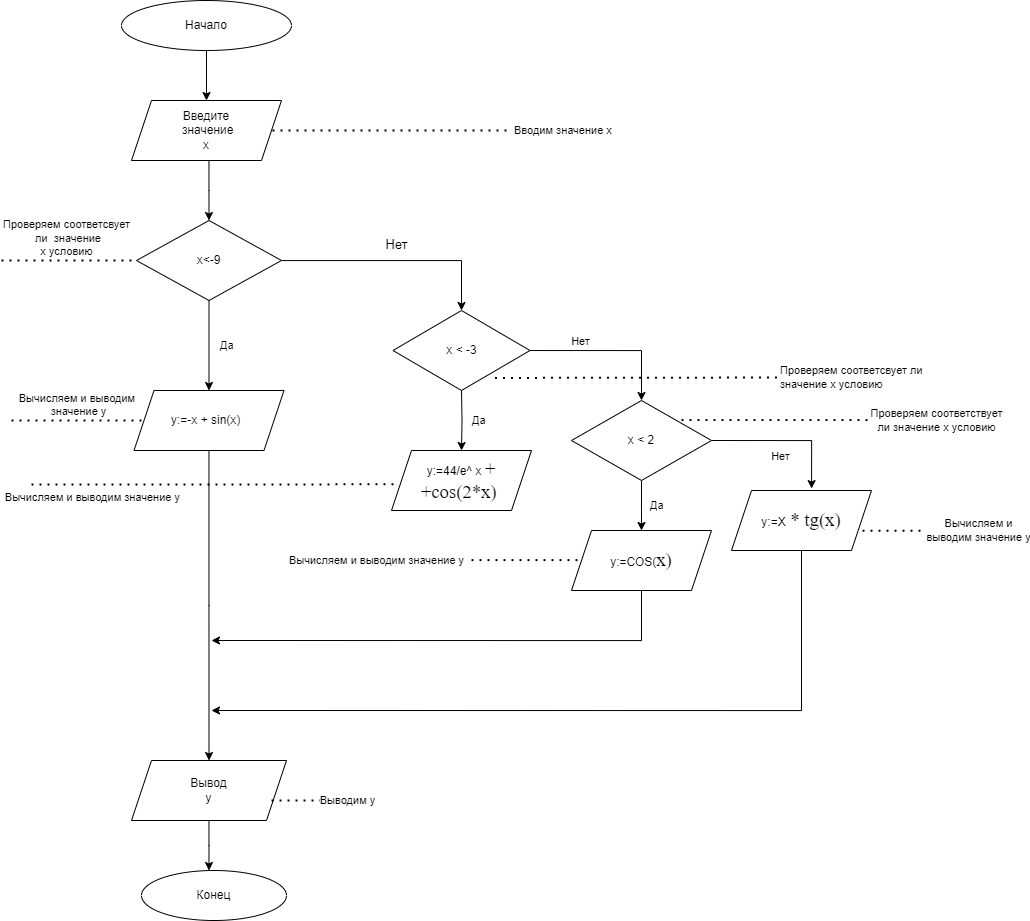 Начало
Введите
значение
x
Вводим значение x
Проверяем соответсвует
ли значение
x условию
x<-9
Нет
Да
x < -3
Нет
Проверяем соответсвует ли
значение x условию
Вычисляем и выводим
значение y
y:=-x + sin(x)
Да
x < 2
Проверяем соответствует
ли значение x условию
Нет
y:=44/e^ x +
+cos(2*x)
Вычисляем и выводим значение y
Да
y:=X * tg(x)
Вычисляем и
выводим значение y
Вычисляем и выводим значение y
y:=COS(x)
Вывод
y
Выводим y
Конец